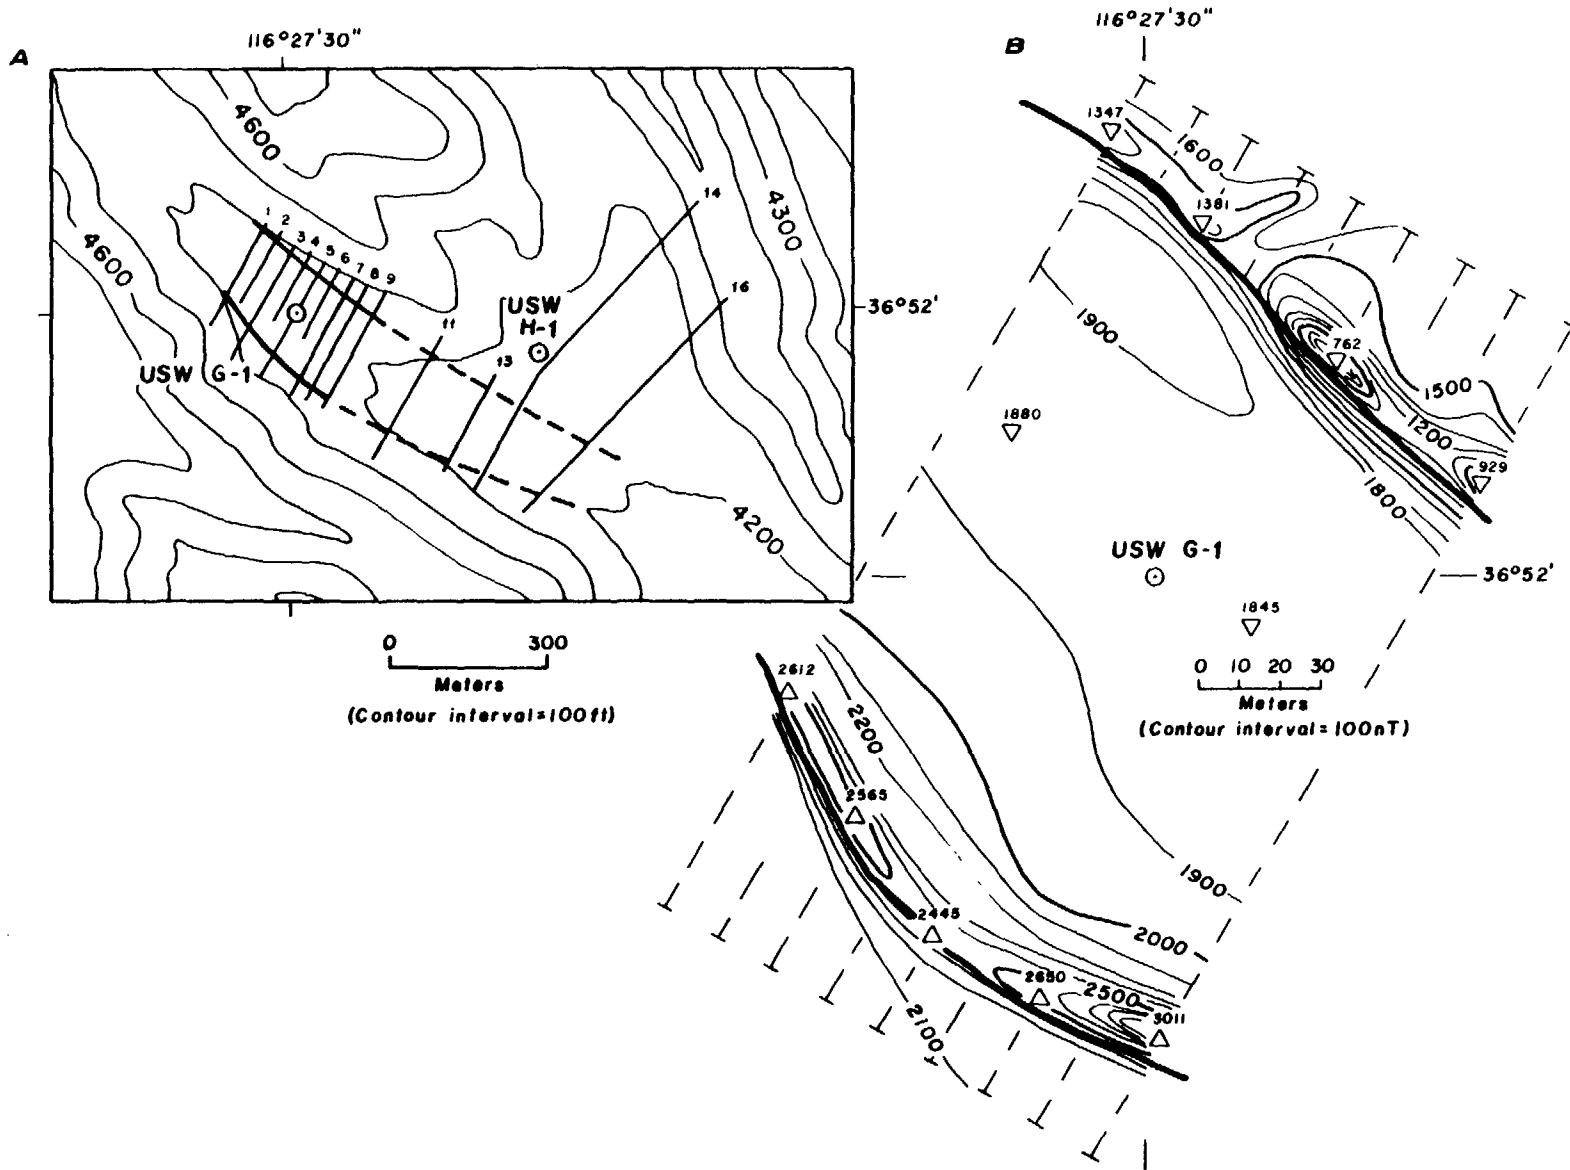 A
116°27'30"
4600
4600
1 2 3 4 5 6 7 8 9
14
4300
16
36°52'
USW
H-1
11
13
USW G-1
4200
0 300
Meters
(Contour interval=100ft)
B
116°27'30"
1347
1600
1381
1900
762
1500
1880
1200
929
1800
USW G-1
36°52'
1845
0 10 20 30
Meters
(Contour interval=100nT)
2612
2200
2565
1900
2445
2000
2650
2500
3011
2100